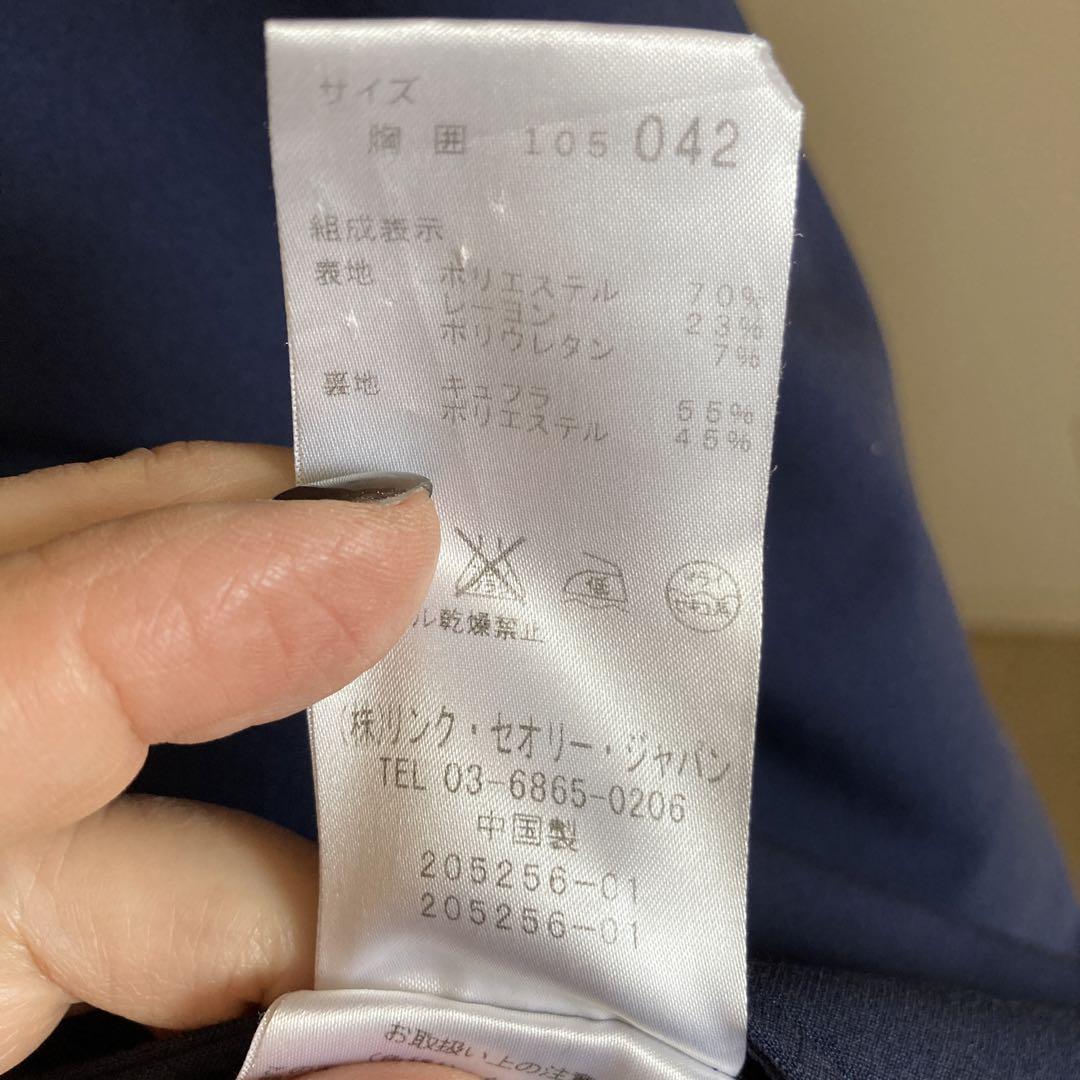 サイズ
胸囲 105 042
組成表示
表地 ポリエステル 70%
レーヨン 23%
ポリウレタン 7%
裏地 キュプラ 55%
ポリエステル 45%
低
ドライ
ル乾燥禁止
(株)リンク・セオリー・ジャパン
TEL 03-6865-0206
中国製
205256-01
205256-01
お取扱い上の注意